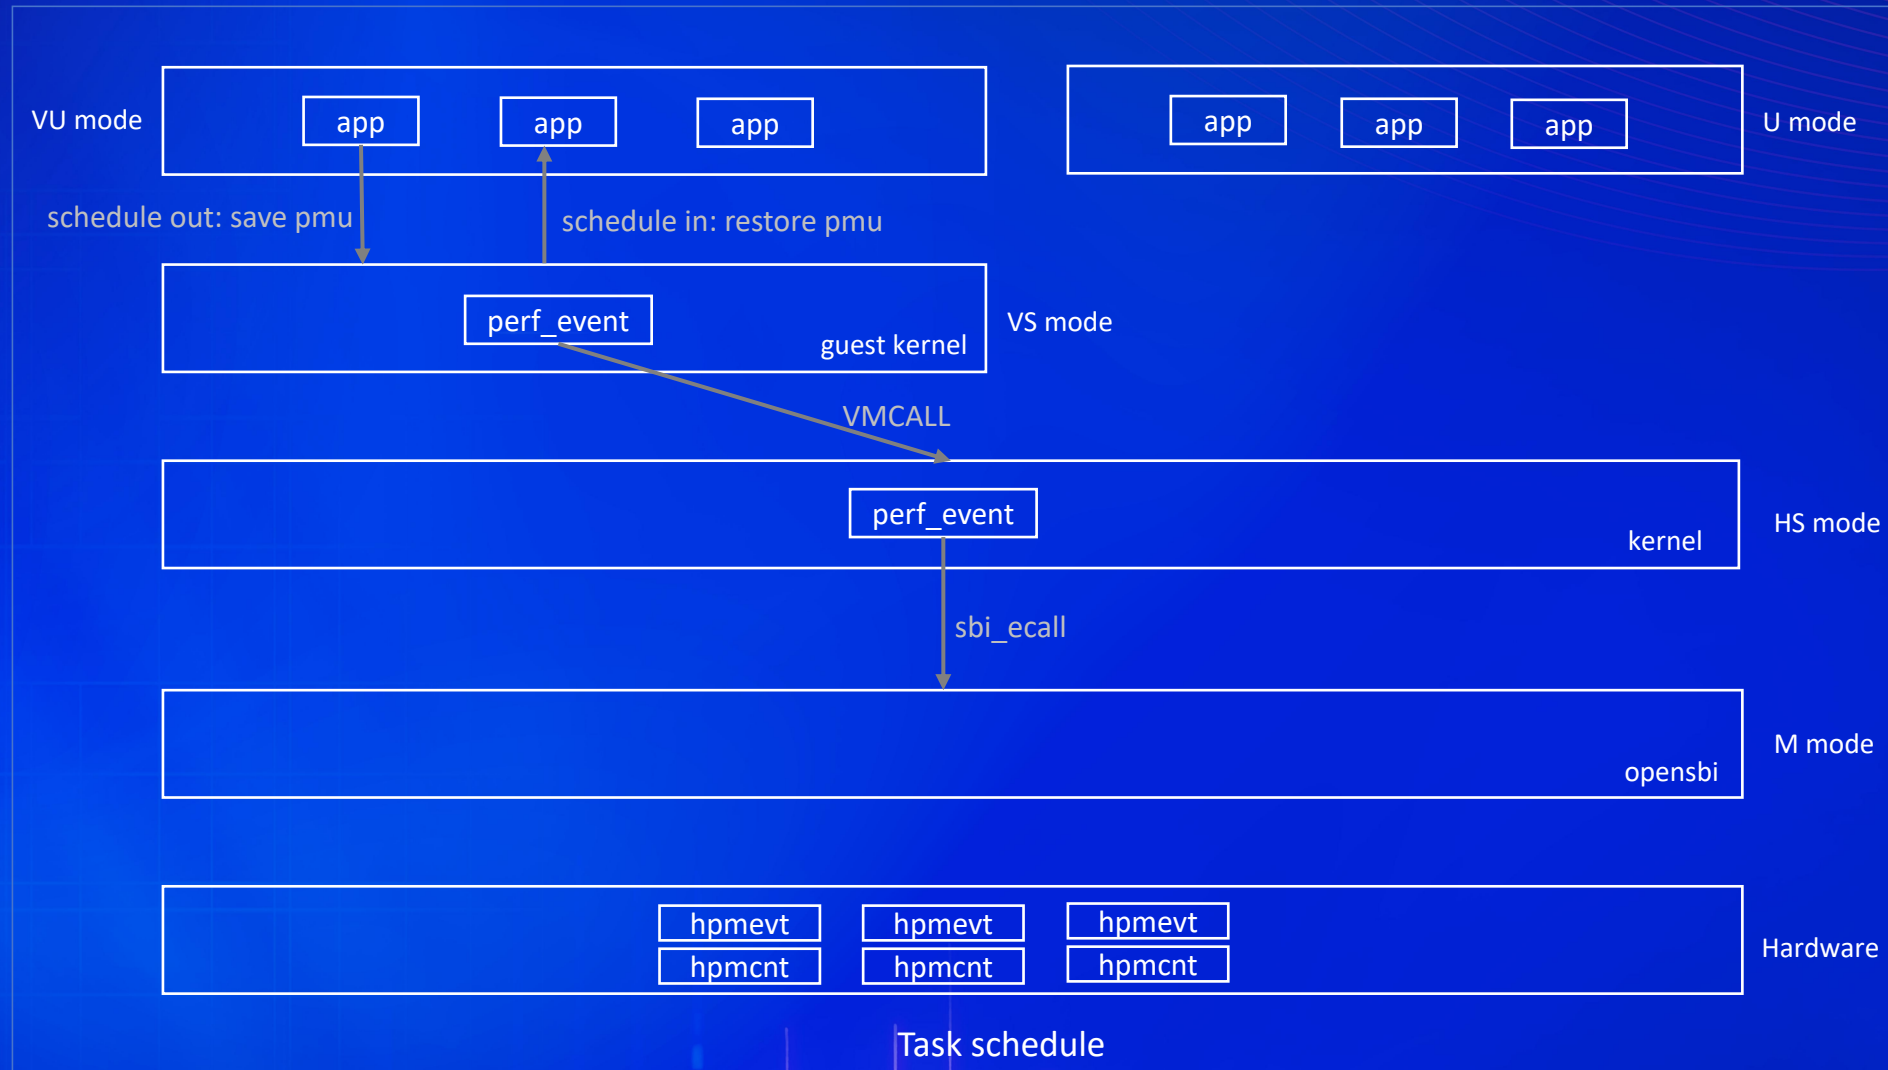 VU mode
app
app
app
app
app
app
U mode
schedule out: save pmu
schedule in: restore pmu
perf_event
guest kernel
VS mode
VMCALL
perf_event
kernel
HS mode
sbi_ecall
M mode
opensbi
hpmevt
hpmevt
hpmevt
hpmcnt
hpmcnt
hpmcnt
Hardware
Task schedule